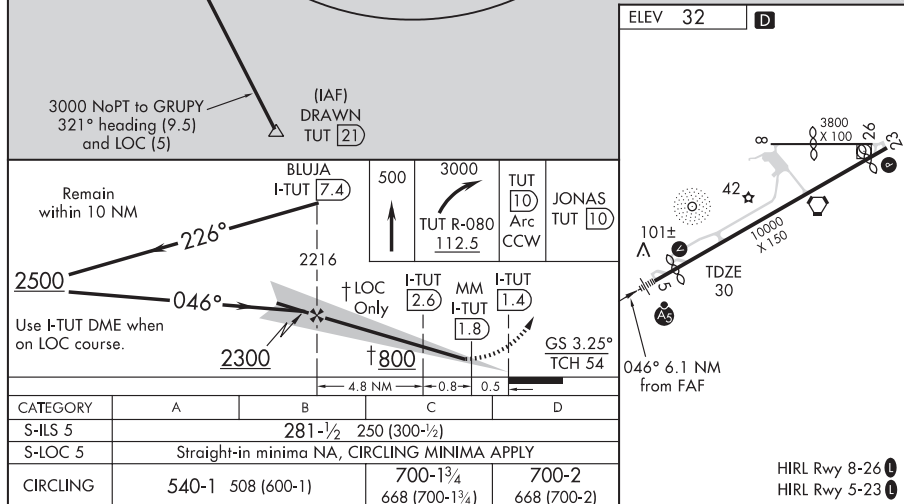 3000 NoPT to GRUPY
321° heading (9.5)
and LOC (5)
(IAF)
DRAWN
TUT 21
ELEV 32 D
Remain
within 10 NM
BLUJA
I-TUT 7.4
226°
2216
2500
046°
Use I-TUT DME when
on LOC course.
2300
500
3000
TUT R-080
112.5
TUT
10
Arc
CCW
JONAS
TUT 10
† LOC
Only
I-TUT
2.6
MM
I-TUT
1.8
I-TUT
1.4
†800
GS 3.25°
TCH 54
4.8 NM 0.8 0.5
CATEGORY A B C D
S-ILS 5 281-½ 250 (300-½)
S-LOC 5 Straight-in minima NA, CIRCLING MINIMA APPLY
CIRCLING 540-1 508 (600-1) 700-1¾ 668 (700-1¾) 700-2 668 (700-2)
8
3800
X 100
26
23
P
42
101±
V
10000
X 150
TDZE
30
5
A5
046° 6.1 NM
from FAF
HIRL Rwy 8-26 L
HIRL Rwy 5-23 L